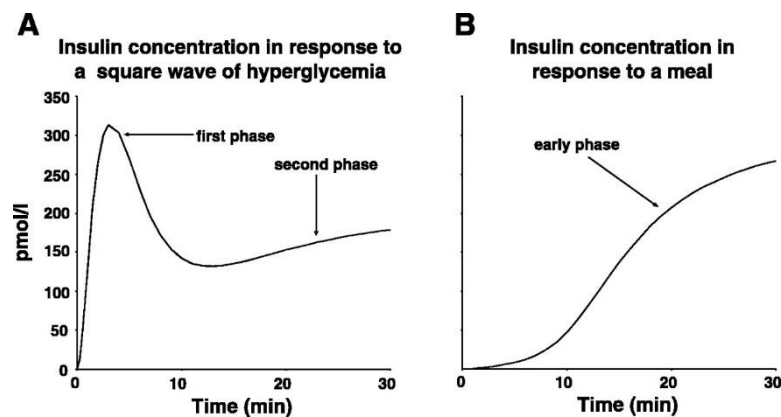 A
Insulin concentration in response to
a square wave of hyperglycemia
350
300
250
200
150
100
50
0
pmol/l
first phase
second phase
0
10
20
30
Time (min)
B
Insulin concentration in
response to a meal
early phase
0
10
20
30
Time (min)